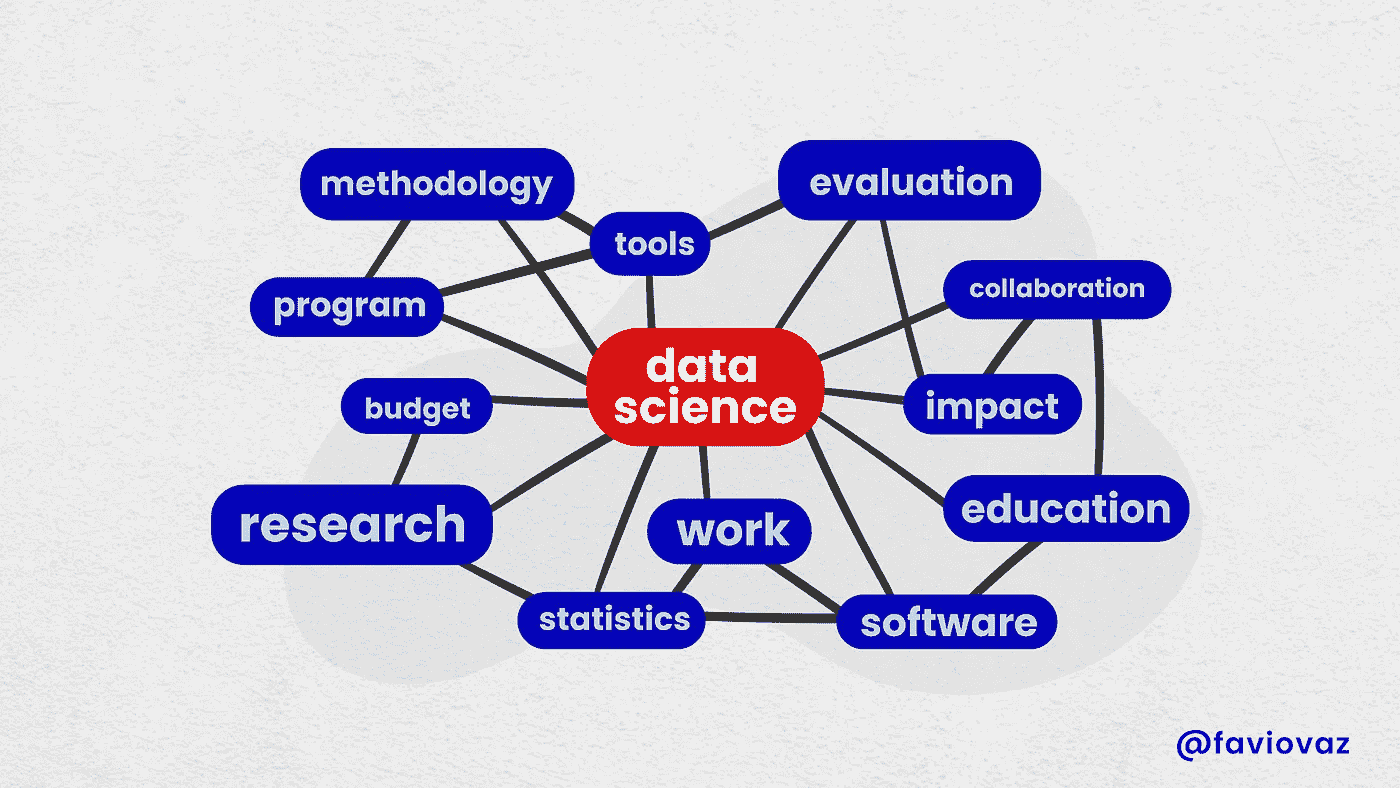 methodology
evaluation
tools
collaboration
program
data
science
budget
impact
research
work
education
statistics
software
@faviovaz